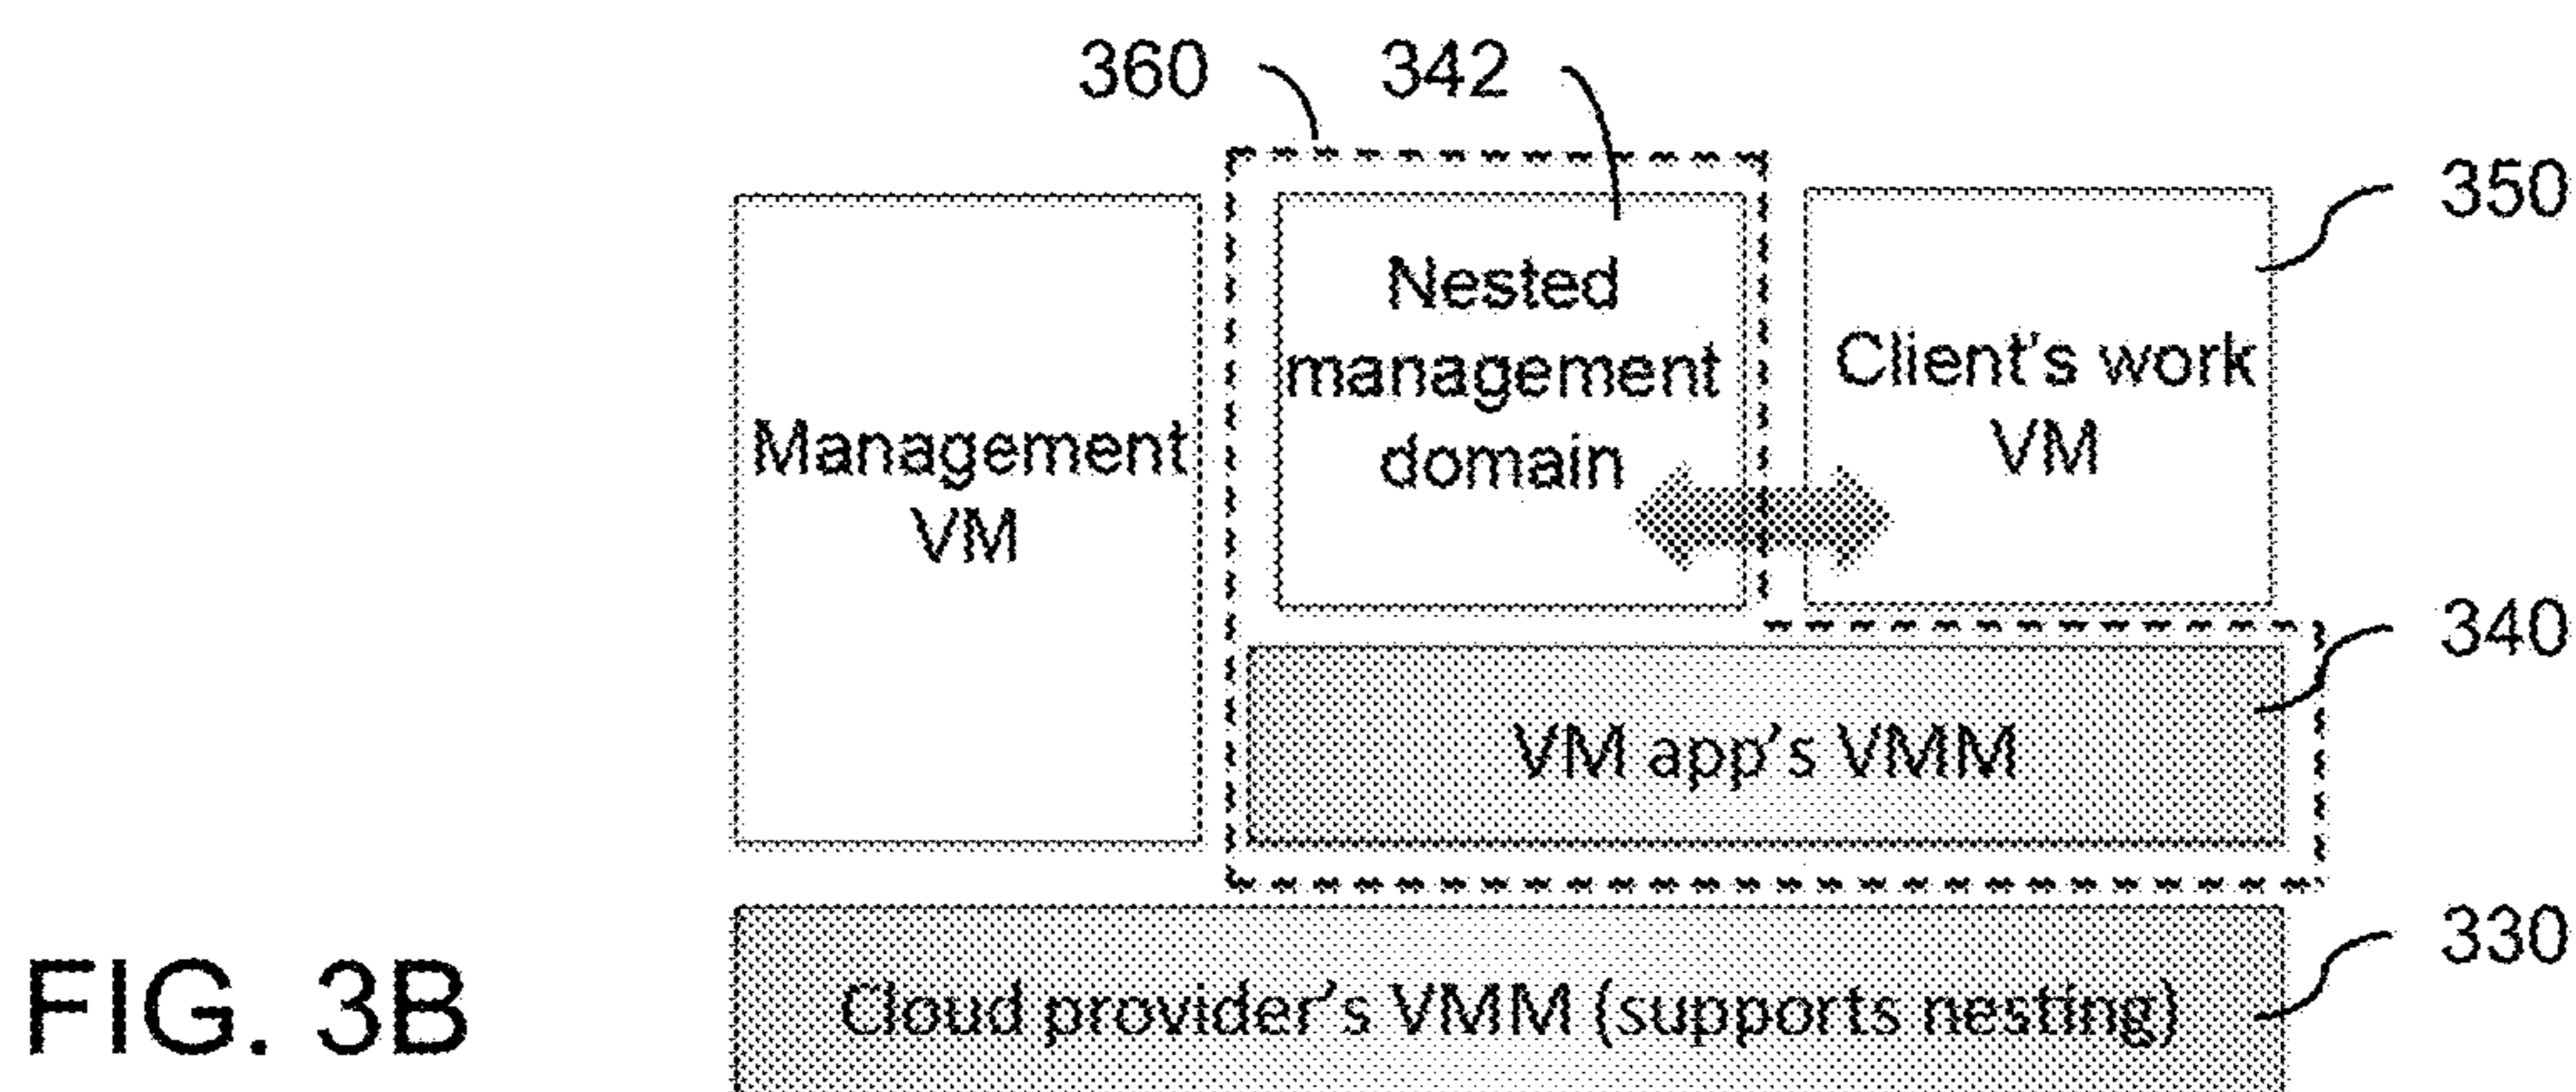 360
342
350
Nested
management
domain
Client's work
VM
Management
VM
340
VM app's VMM
330
Cloud provider's VMM (supports nesting)
FIG. 3B